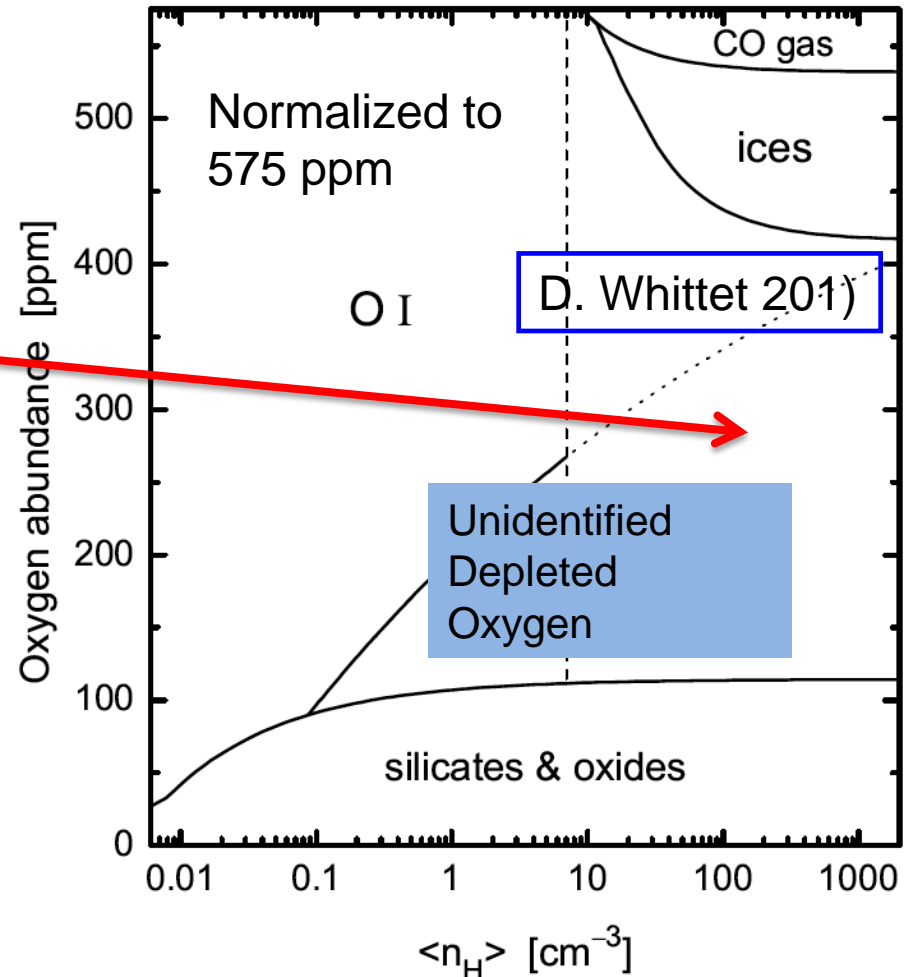 CO gas
500
Normalized to
575 ppm
ices
400
D. Whittet 201)
O I
Oxygen abundance [ppm]
300
Unidentified
Depleted
Oxygen
200
100
silicates & oxides
0
0.01 0.1 1 10 100 1000
<n_H> [cm⁻³]